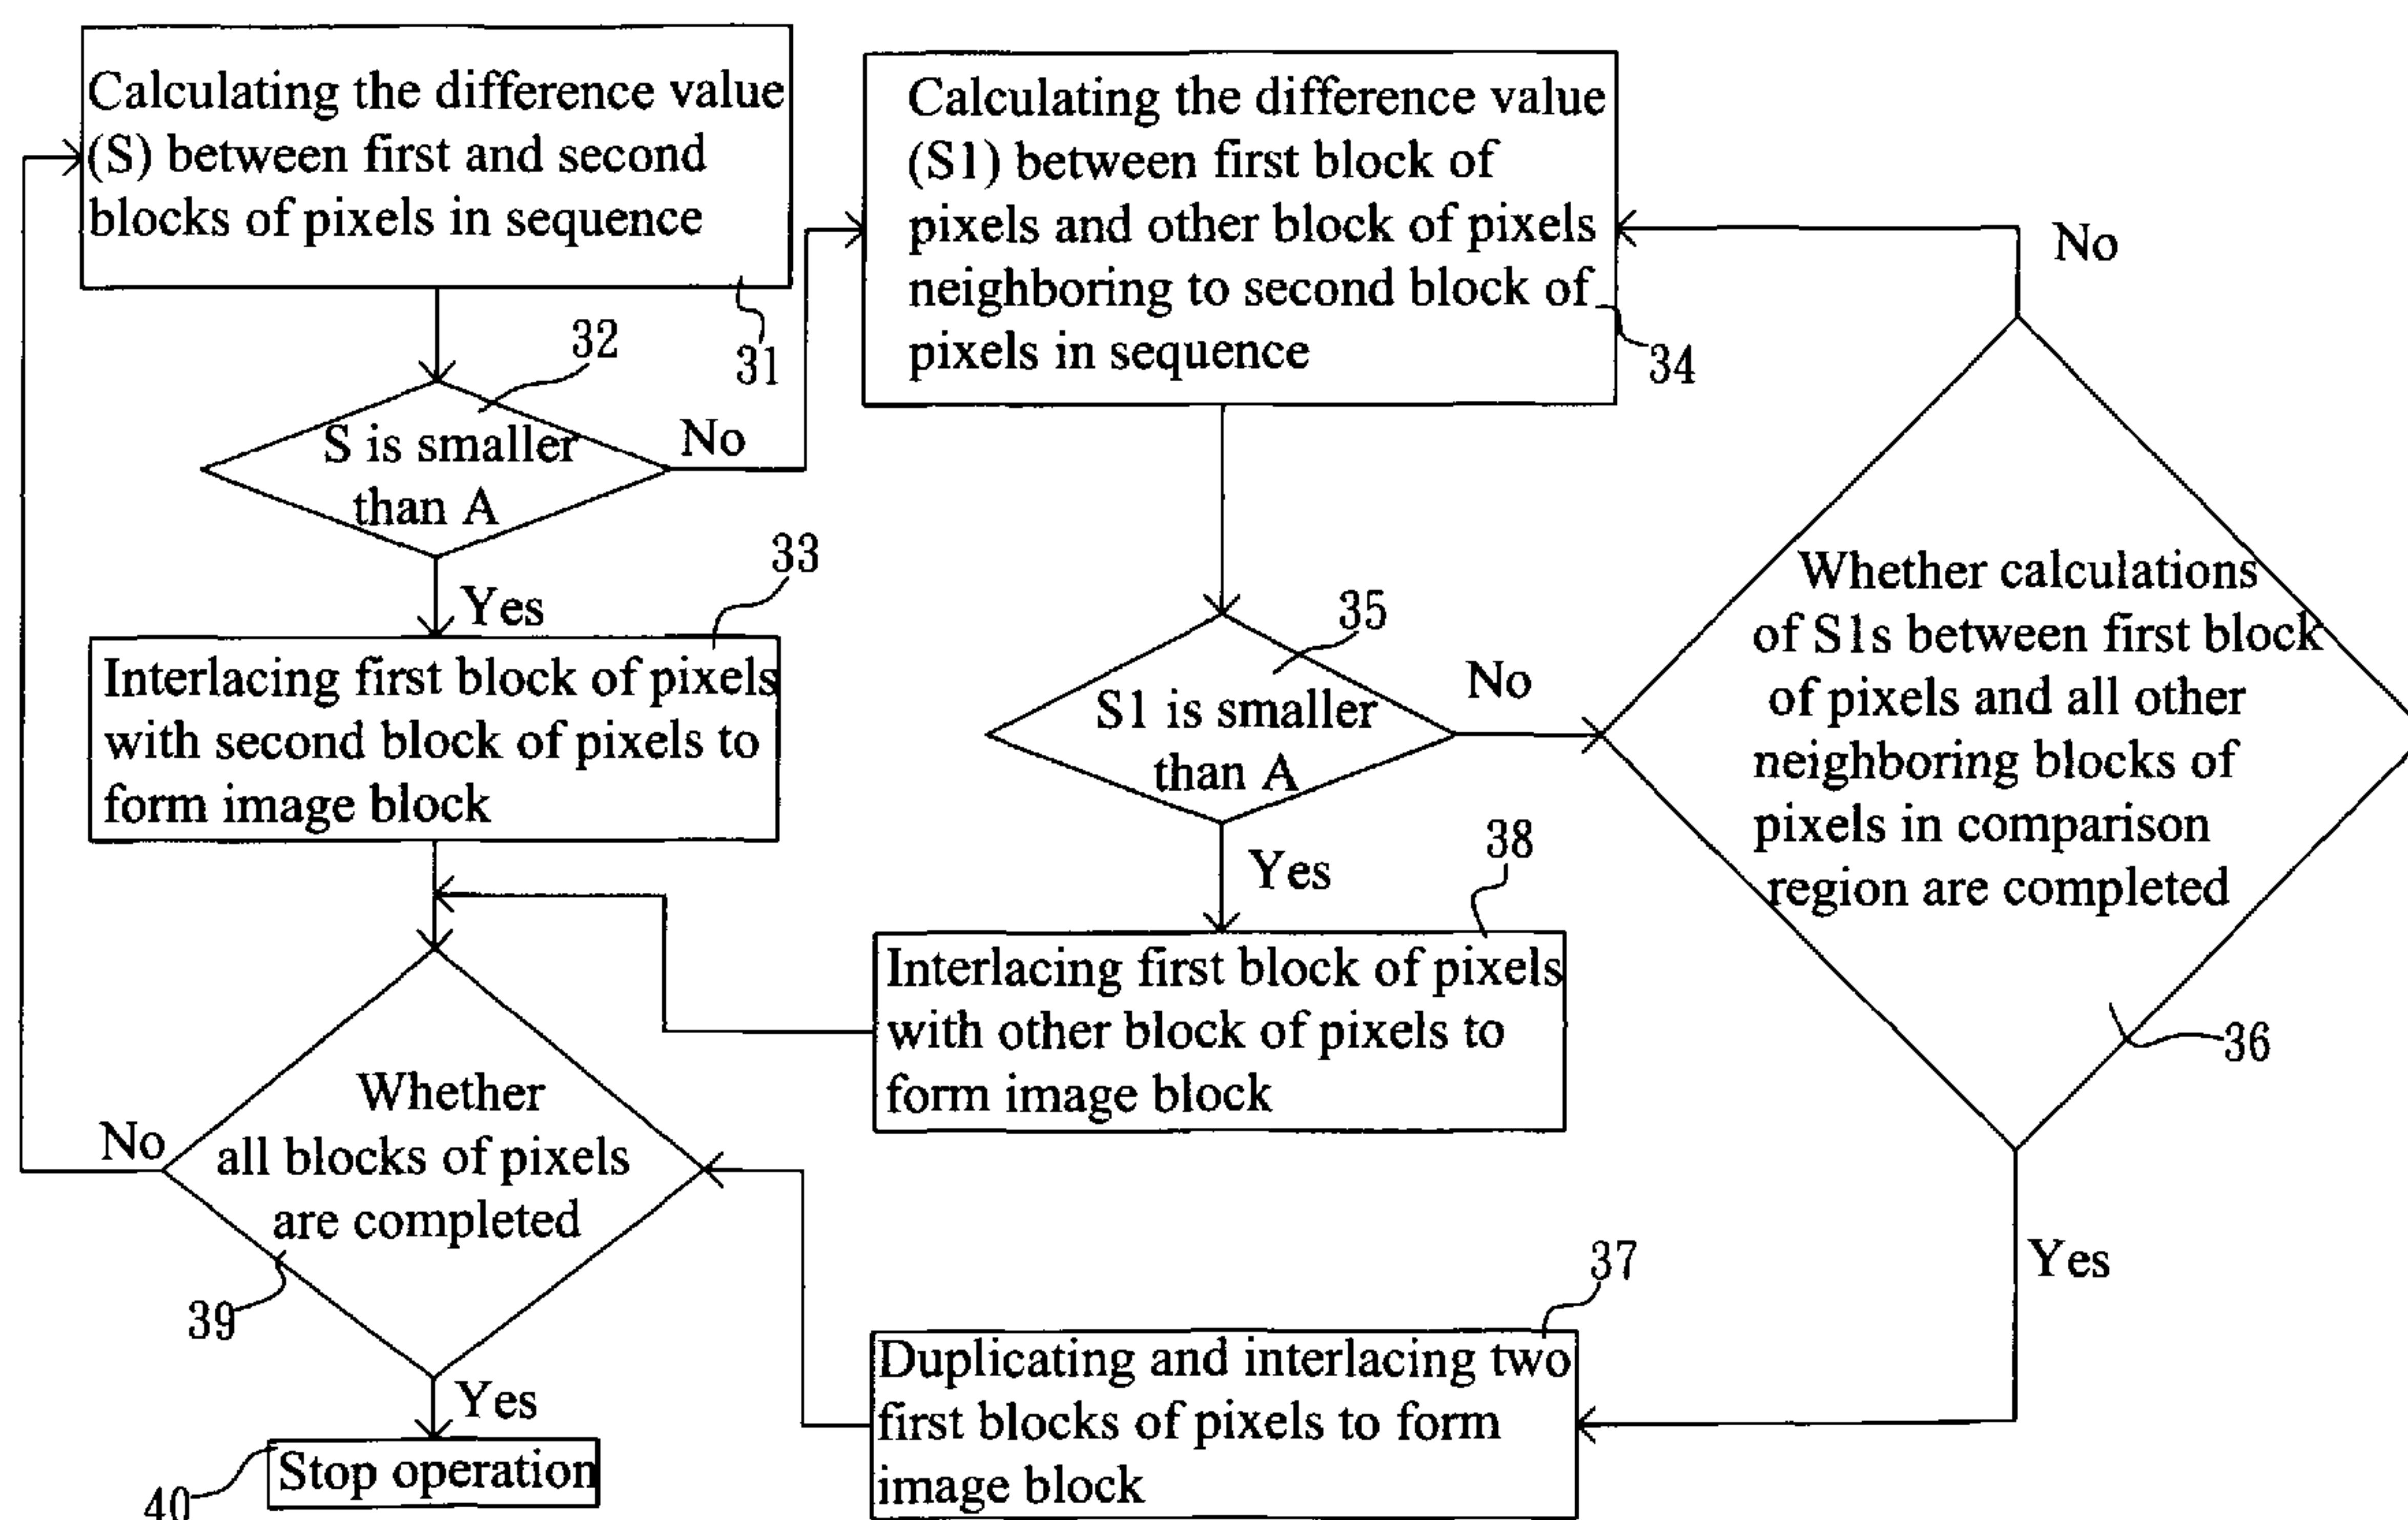 Calculating the difference value
(S) between first and second
blocks of pixels in sequence
31
32
S is smaller
than A
No
Yes
33
Interlacing first block of pixels
with second block of pixels to
form image block
Whether
all blocks of pixels
are completed
No
39
Yes
Stop operation
40
Calculating the difference value
(S1) between first block of
pixels and other block of pixels
neighboring to second block of
pixels in sequence
34
35
S1 is smaller
than A
No
Yes
38
Interlacing first block of pixels
with other block of pixels to
form image block
37
Duplicating and interlacing two
first blocks of pixels to form
image block
No
Whether calculations
of S1s between first block
of pixels and all other
neighboring blocks of
pixels in comparison
region are completed
36
Yes